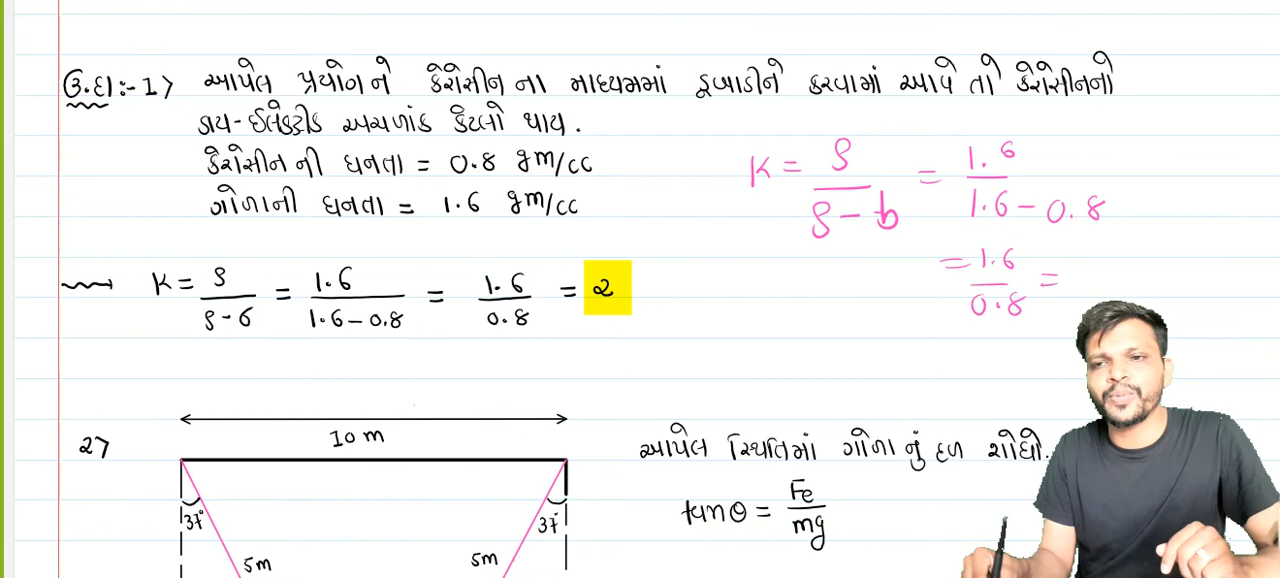 ઉ.દા:- 1> આપેલ પ્રયોગને કેરોસીન ના માધ્યમમાં ડૂબાડીને કરવામાં આવે તો કેરોસીનનો
ડાય-ઈલેક્ટ્રીક અચળાંક કેટલો થાય.
કેરોસીન ની ઘનતા = 0.8 gm/cc
ગોળાની ઘનતા = 1.6 gm/cc
K = ρ / ρ - σ = 1.6 / 1.6 - 0.8 = 1.6 / 0.8 = 2
K = ρ / ρ - σ = 1.6 / 1.6 - 0.8
= 1.6 / 0.8 =
2>
10 m
37°
37°
5m
5m
આપેલ સ્થિતિમાં ગોળાનું દળ શોધો.
tanθ = Fe / mg